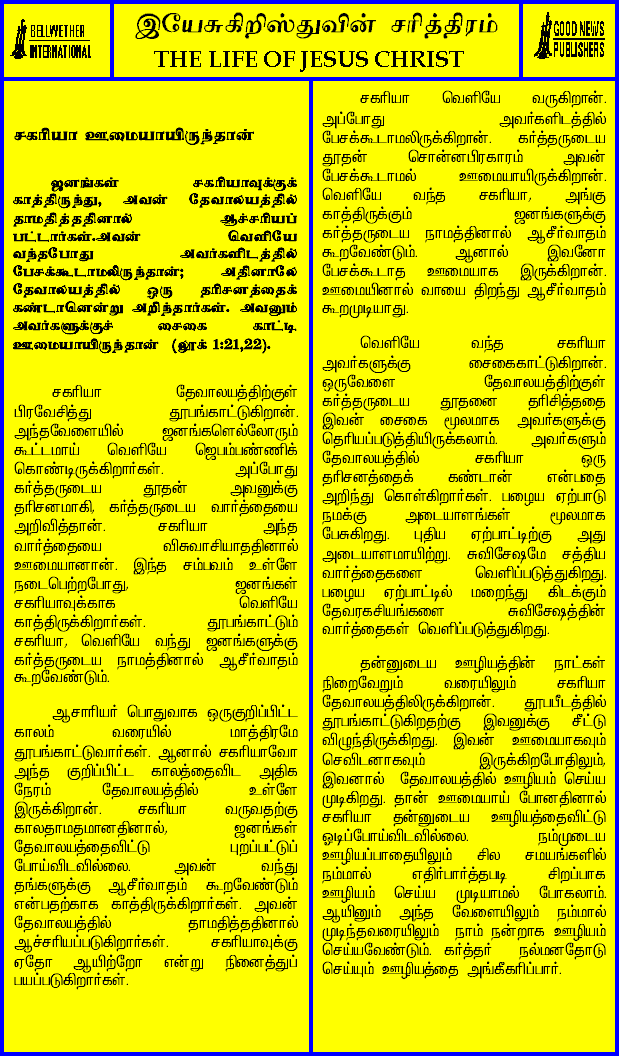 BELLWETHER
INTERNATIONAL
இயேசுகிறிஸ்துவின் சரித்திரம்
THE LIFE OF JESUS CHRIST
GOOD NEWS
PUBLISHERS
சகரியா ஊமையாயிருந்தான்
ஜனங்கள் சகரியாவுக்குக்
காத்திருந்து, அவன் தேவாலயத்தில்
தாமதித்ததினால் ஆச்சரியப்
பட்டார்கள்.அவன் வெளியே
வந்தபோது அவர்களிடத்தில்
பேசக்கூடாமலிருந்தான்; அதினாலே
தேவாலயத்தில் ஒரு தரிசனத்தைக்
கண்டானென்று அறிந்தார்கள். அவனும்
அவர்களுக்குச் சைகை காட்டி
ஊமையாயிருந்தான் (லூக் 1:21,22).
சகரியா தேவாலயத்திற்குள்
பிரவேசித்து தூபங்காட்டுகிறான்.
அந்தவேளையில் ஜனங்களெல்லோரும்
கூட்டமாய் வெளியே ஜெபம்பண்ணிக்
கொண்டிருக்கிறார்கள். அப்போது
கர்த்தருடைய தூதன் அவனுக்கு
தரிசனமாகி, கர்த்தருடைய வார்த்தையை
அறிவித்தான். சகரியா அந்த
வார்த்தையை விசுவாசியாததினால்
ஊமையானான். இந்த சம்பவம் உள்ளே
நடைபெற்றபோது, ஜனங்கள்
சகரியாவுக்காக வெளியே
காத்திருக்கிறார்கள். தூபங்காட்டும்
சகரியா, வெளியே வந்து ஜனங்களுக்கு
கர்த்தருடைய நாமத்தினால் ஆசீர்வாதம்
கூறவேண்டும்.
ஆசாரியர் பொதுவாக ஒருகுறிப்பிட்ட
காலம் வரையில் மாத்திரமே
தூபங்காட்டுவார்கள். ஆனால் சகரியாவோ
அந்த குறிப்பிட்ட காலத்தைவிட அதிக
நேரம் தேவாலயத்தில் உள்ளே
இருக்கிறான். சகரியா வருவதற்கு
காலதாமதமானதினால், ஜனங்கள்
தேவாலயத்தைவிட்டு புறப்பட்டுப்
போய்விடவில்லை. அவன் வந்து
தங்களுக்கு ஆசீர்வாதம் கூறவேண்டும்
என்பதற்காக காத்திருக்கிறார்கள். அவன்
தேவாலயத்தில் தாமதித்ததினால்
ஆச்சரியப்படுகிறார்கள். சகரியாவுக்கு
ஏதோ ஆயிற்றோ என்று நினைத்துப்
பயப்படுகிறார்கள்.
சகரியா வெளியே வருகிறான்.
அப்போது அவர்களிடத்தில்
பேசக்கூடாமலிருக்கிறான். கர்த்தருடைய
தூதன் சொன்னபிரகாரம் அவன்
பேசக்கூடாமல் ஊமையாயிருக்கிறான்.
வெளியே வந்த சகரியா, அங்கு
காத்திருக்கும் ஜனங்களுக்கு
கர்த்தருடைய நாமத்தினால் ஆசீர்வாதம்
கூறவேண்டும். ஆனால் இவனோ
பேசக்கூடாத ஊமையாக இருக்கிறான்.
ஊமையினால் வாயை திறந்து ஆசீர்வாதம்
கூறமுடியாது.
வெளியே வந்த சகரியா
அவர்களுக்கு சைகைகாட்டுகிறான்.
ஒருவேளை தேவாலயத்திற்குள்
கர்த்தருடைய தூதனை தரிசித்ததை
இவன் சைகை மூலமாக அவர்களுக்கு
தெரியப்படுத்தியிருக்கலாம். அவர்களும்
தேவாலயத்தில் சகரியா ஒரு
தரிசனத்தைக் கண்டான் என்பதை
அறிந்து கொள்கிறார்கள். பழைய ஏற்பாடு
நமக்கு அடையாளங்கள் மூலமாக
பேசுகிறது. புதிய ஏற்பாட்டிற்கு அது
அடையாளமாயிற்று. சுவிசேஷமே சத்திய
வார்த்தைகளை வெளிப்படுத்துகிறது.
பழைய ஏற்பாட்டில் மறைந்து கிடக்கும்
தேவரகசியங்களை சுவிசேஷத்தின்
வார்த்தைகள் வெளிப்படுத்துகிறது.
தன்னுடைய ஊழியத்தின் நாட்கள்
நிறைவேறும் வரையிலும் சகரியா
தேவாலயத்திலிருக்கிறான். தூபபீடத்தில்
தூபங்காட்டுகிறதற்கு இவனுக்கு சீட்டு
விழுந்திருக்கிறது. இவன் ஊமையாகவும்
செவிடனாகவும் இருக்கிறபோதிலும்,
இவனால் தேவாலயத்தில் ஊழியம் செய்ய
முடிகிறது. தான் ஊமையாய் போனதினால்
சகரியா தன்னுடைய ஊழியத்தைவிட்டு
ஓடிப்போய்விடவில்லை. நம்முடைய
ஊழியப்பாதையிலும் சில சமயங்களில்
நம்மால் எதிர்பார்த்தபடி சிறப்பாக
ஊழியம் செய்ய முடியாமல் போகலாம்.
ஆயினும் அந்த வேளையிலும் நம்மால்
முடிந்தவரையிலும் நாம் நன்றாக ஊழியம்
செய்யவேண்டும். கர்த்தர் நல்மனதோடு
செய்யும் ஊழியத்தை அங்கீகரிப்பார்.